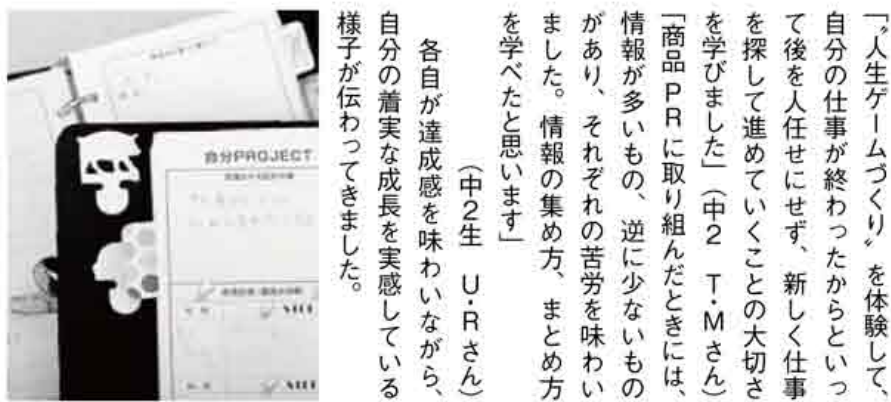 「〝人生ゲームづくり〟を体験して、
自分の仕事が終わったからといっ
て後を人任せにせず、新しく仕事
を探して進めていくことの大切さ
を学びました」（中2　T・Mさん）
「商品PRに取り組んだときには、
情報が多いもの、逆に少ないもの
があり、それぞれの苦労を味わい
ました。情報の集め方、まとめ方
を学べたと思います」
（中2生　U・Rさん）
各自が達成感を味わいながら、
自分の着実な成長を実感している
様子が伝わってきました。
自分PROJECT